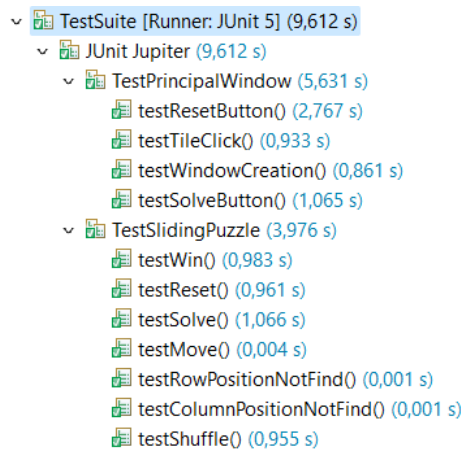 TestSuite [Runner: JUnit 5] (9,612 s)
JUnit Jupiter (9,612 s)
TestPrincipalWindow (5,631 s)
testResetButton() (2,767 s)
testTileClick() (0,933 s)
testWindowCreation() (0,861 s)
testSolveButton() (1,065 s)
TestSlidingPuzzle (3,976 s)
testWin() (0,983 s)
testReset() (0,961 s)
testSolve() (1,066 s)
testMove() (0,004 s)
testRowPositionNotFind() (0,001 s)
testColumnPositionNotFind() (0,001 s)
testShuffle() (0,955 s)